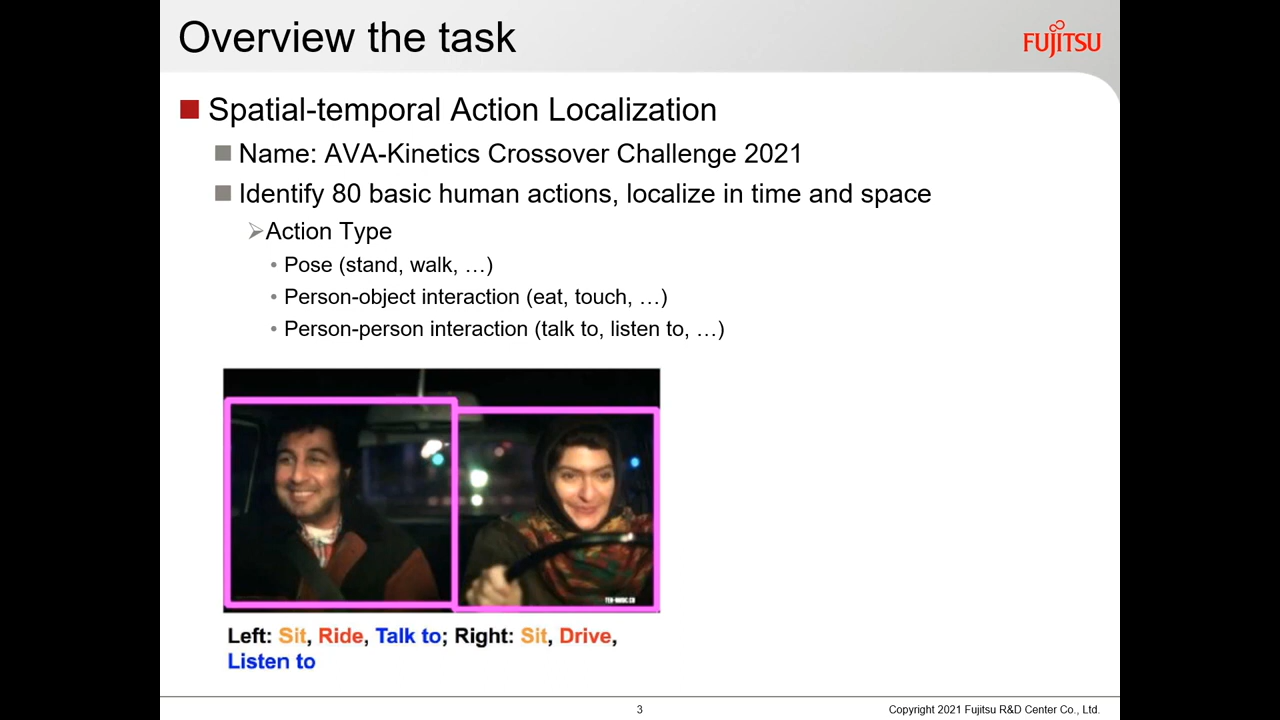 Overview the task
FUJITSU
Spatial-temporal Action Localization
Name: AVA-Kinetics Crossover Challenge 2021
Identify 80 basic human actions, localize in time and space
Action Type
Pose (stand, walk, …)
Person-object interaction (eat, touch, …)
Person-person interaction (talk to, listen to, …)
Left: Sit, Ride, Talk to; Right: Sit, Drive,
Listen to
3
Copyright 2021 Fujitsu R&D Center Co., Ltd.